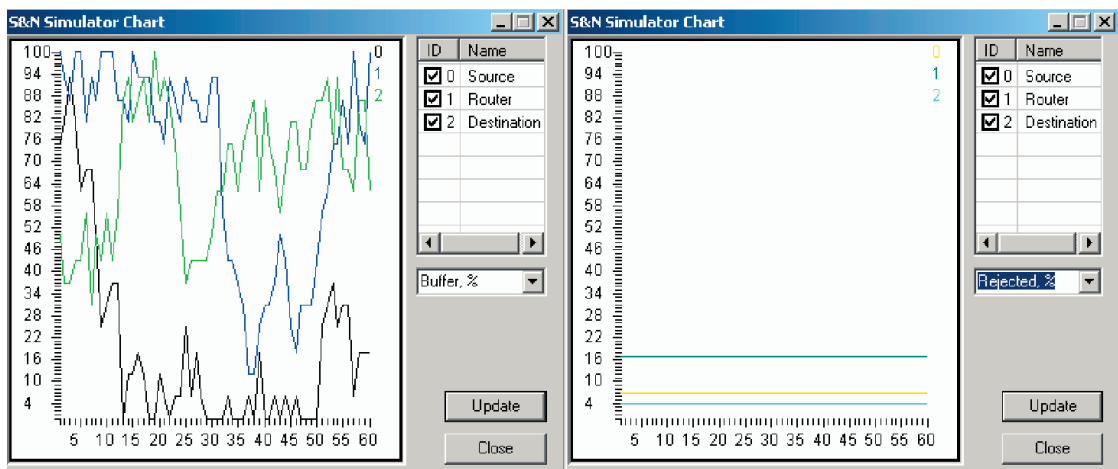 S&N Simulator Chart
100
94
88
82
76
70
64
58
52
46
40
34
28
22
16
10
4
5 10 15 20 25 30 35 40 45 50 55 60
0
1
2
ID Name
0 Source
1 Router
2 Destination
Buffer, %
Update
Close
S&N Simulator Chart
100
94
88
82
76
70
64
58
52
46
40
34
28
22
16
10
4
5 10 15 20 25 30 35 40 45 50 55 60
0
1
2
ID Name
0 Source
1 Router
2 Destination
Rejected, %
Update
Close